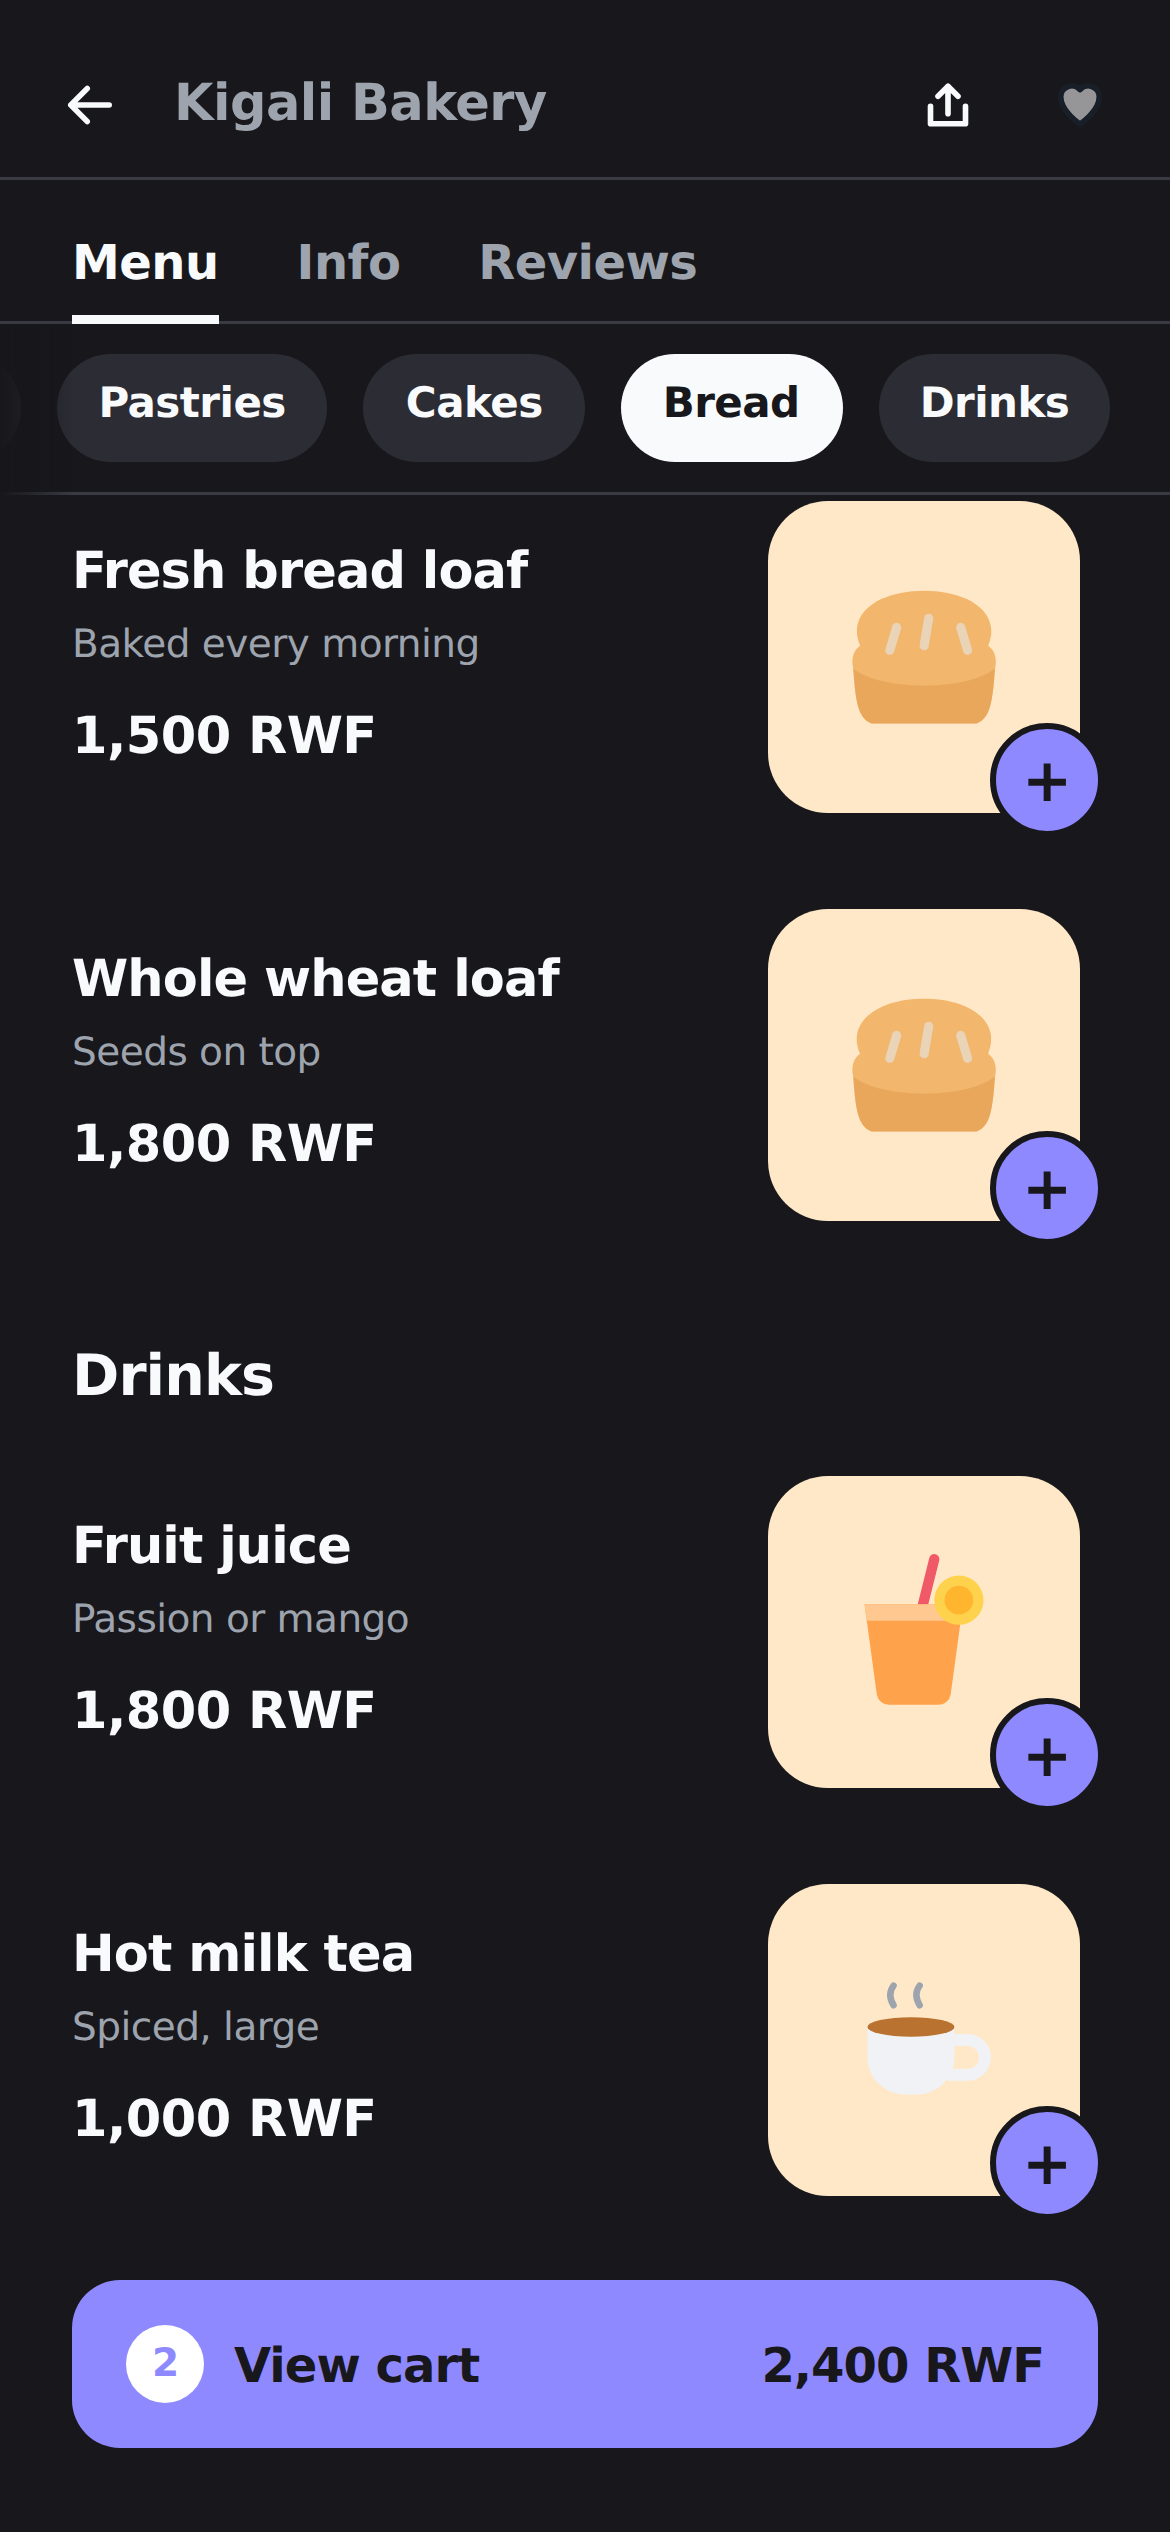 Kigali Bakery
Menu Info Reviews
Pastries Cakes Bread Drinks
Fresh bread loaf
Baked every morning
1,500 RWF
+
Whole wheat loaf
Seeds on top
1,800 RWF
+
Drinks
Fruit juice
Passion or mango
1,800 RWF
+
Hot milk tea
Spiced, large
1,000 RWF
+
2 View cart 2,400 RWF